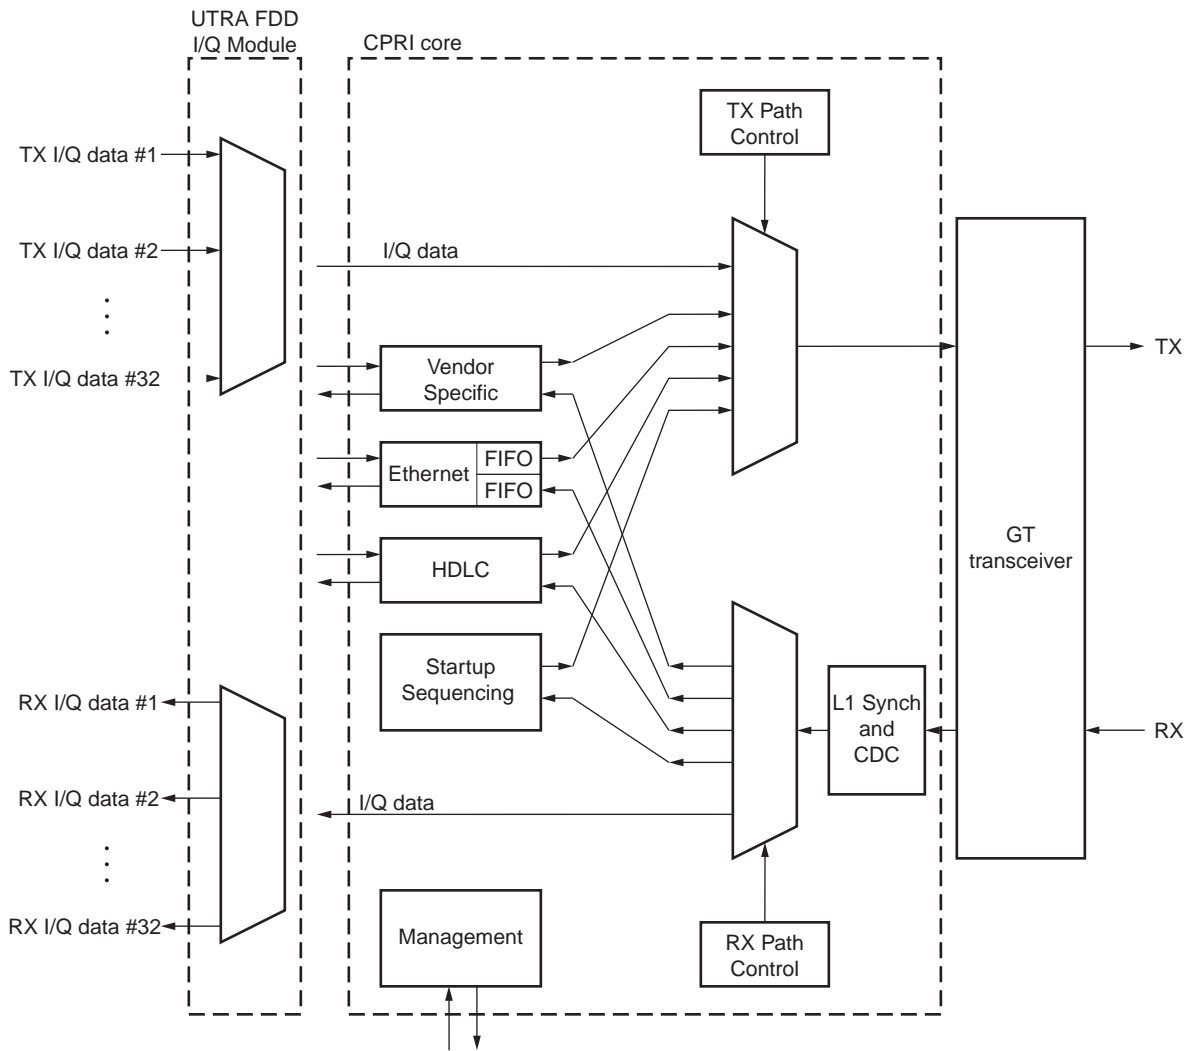 UTRA FDD
I/Q Module
CPRI core
TX Path
Control
TX I/Q data #1
TX I/Q data #2
TX I/Q data #32
I/Q data
Vendor
Specific
TX
Ethernet
FIFO
FIFO
GT
transceiver
HDLC
Startup
Sequencing
L1 Synch
and
CDC
RX
RX I/Q data #1
RX I/Q data #2
RX I/Q data #32
I/Q data
Management
RX Path
Control